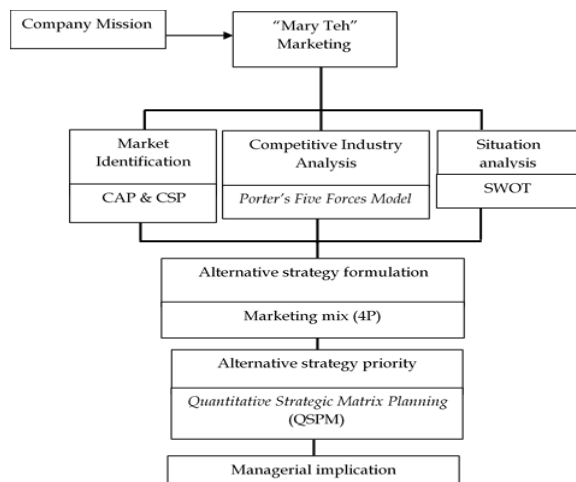 Company Mission
“Mary Teh”
Marketing
Market
Identification
CAP & CSP
Competitive Industry
Analysis
Porter’s Five Forces Model
Situation
analysis
SWOT
Alternative strategy formulation
Marketing mix (4P)
Alternative strategy priority
Quantitative Strategic Matrix Planning
(QSPM)
Managerial implication